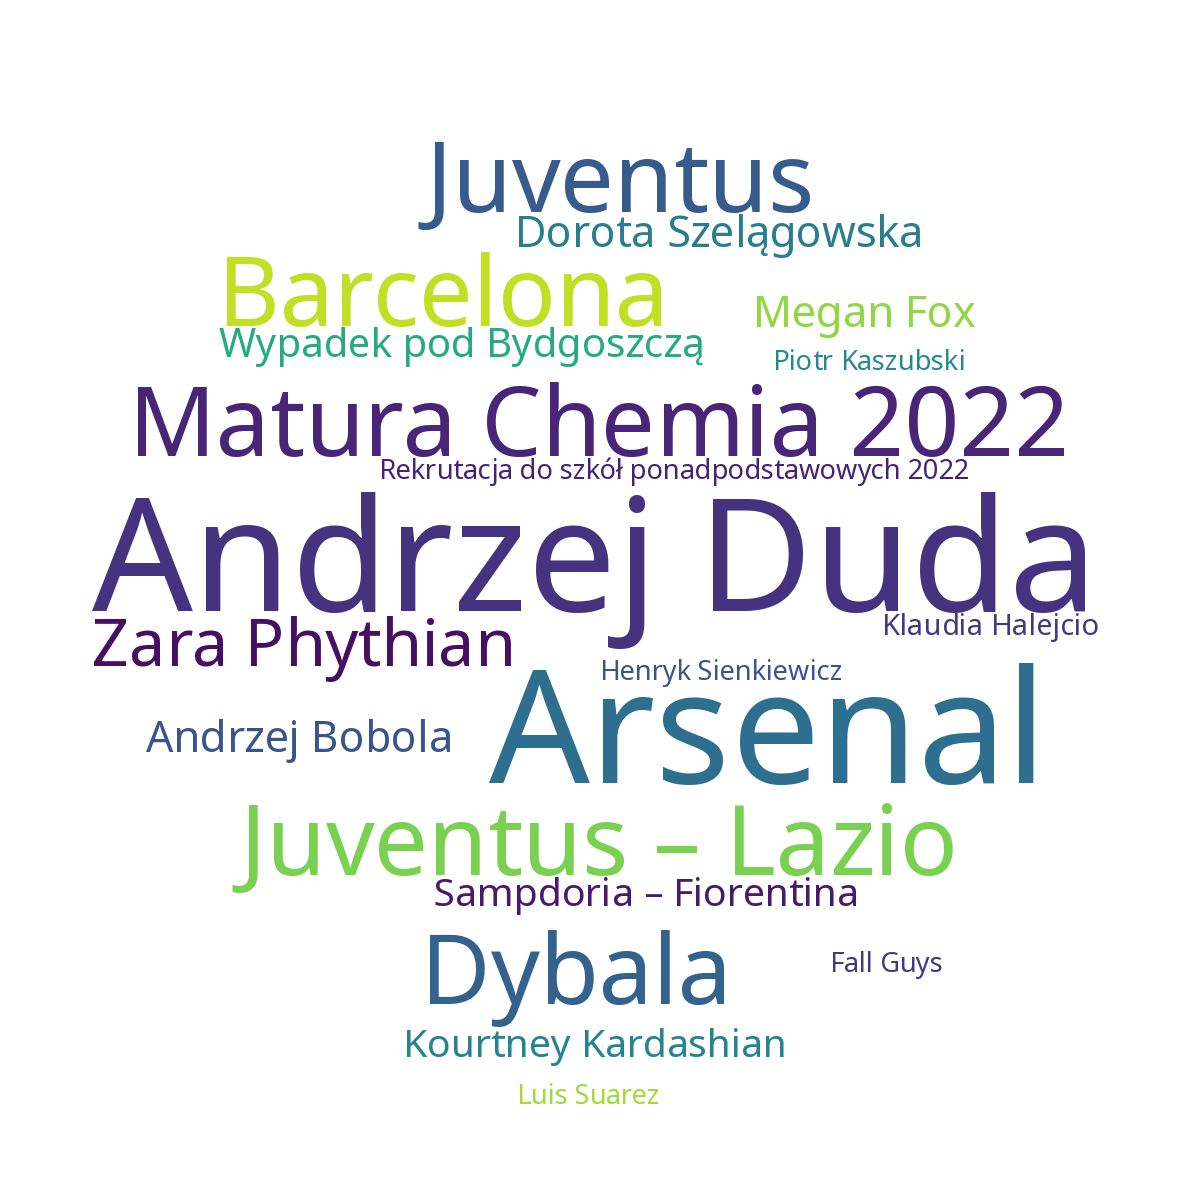 Juventus
Dorota Szelągowska
Barcelona
Megan Fox
Wypadek pod Bydgoszczą
Piotr Kaszubski
Matura Chemia 2022
Rekrutacja do szkół ponadpodstawowych 2022
Andrzej Duda
Zara Phythian
Klaudia Halejcio
Henryk Sienkiewicz
Andrzej Bobola
Arsenal
Juventus – Lazio
Sampdoria – Fiorentina
Dybala
Fall Guys
Kourtney Kardashian
Luis Suarez